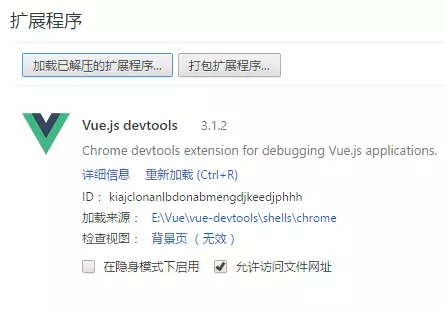 扩展程序
加载已解压的扩展程序... 打包扩展程序...
Vue.js devtools 3.1.2
Chrome devtools extension for debugging Vue.js applications.
详细信息 重新加载 (Ctrl+R)
ID： kiajclonanlbdonabmengdjkeedjphhh
加载来源： E:\Vue\vue-devtools\shells\chrome
检查视图： 背景页 （无效）
在隐身模式下启用 允许访问文件网址